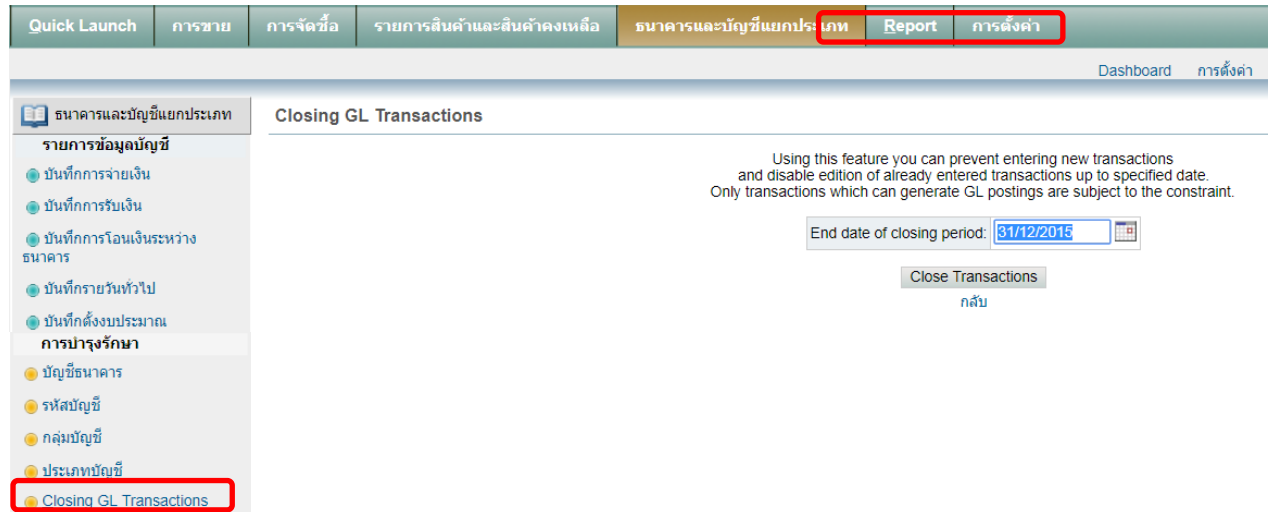 Quick Launch การขาย การจัดซื้อ รายการสินค้าและสินค้าคงเหลือ ธนาคารและบัญชีแยกประเภท Report การตั้งค่า
Dashboard การตั้งค่า
ธนาคารและบัญชีแยกประเภท
รายการข้อมูลบัญชี
บันทึกการจ่ายเงิน
บันทึกการรับเงิน
บันทึกการโอนเงินระหว่าง
ธนาคาร
บันทึกรายวันทั่วไป
บันทึกตั้งงบประมาณ
การบำรุงรักษา
บัญชีธนาคาร
รหัสบัญชี
กลุ่มบัญชี
ประเภทบัญชี
Closing GL Transactions
Closing GL Transactions
Using this feature you can prevent entering new transactions
and disable edition of already entered transactions up to specified date.
Only transactions which can generate GL postings are subject to the constraint.
End date of closing period: 31/12/2015
Close Transactions
กลับ